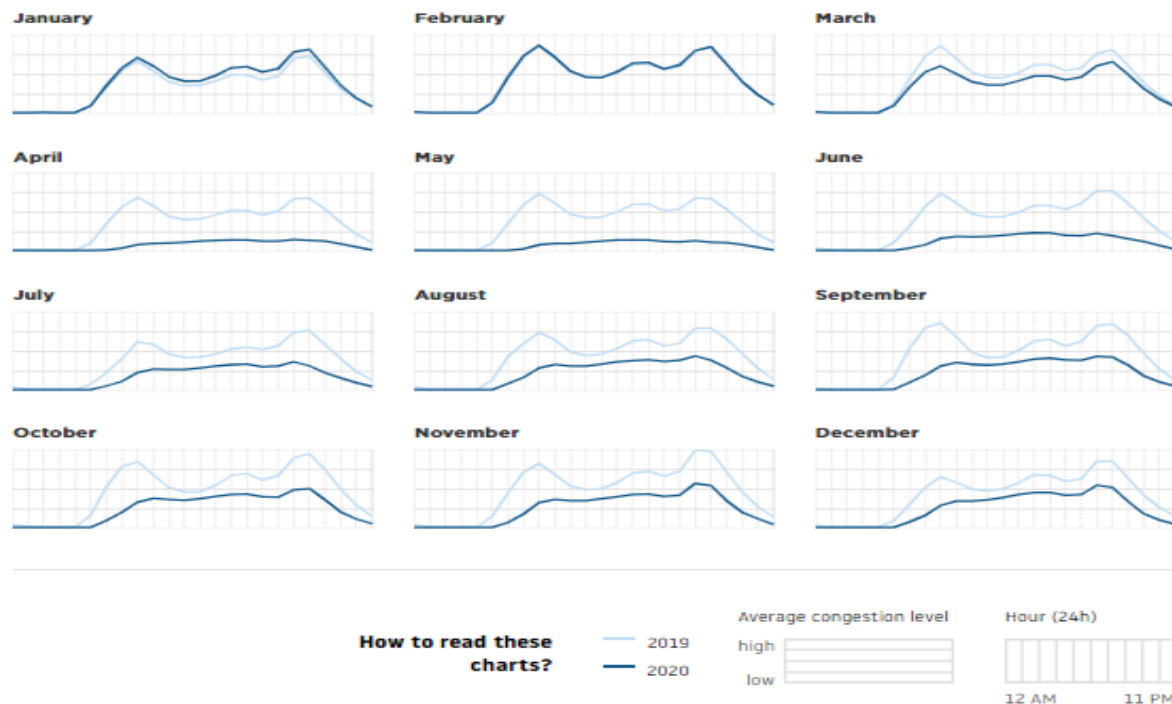 January
February
March
April
May
June
July
August
September
October
November
December
How to read these
charts?
2019
2020
Average congestion level
high
low
Hour (24h)
12 AM
11 PM